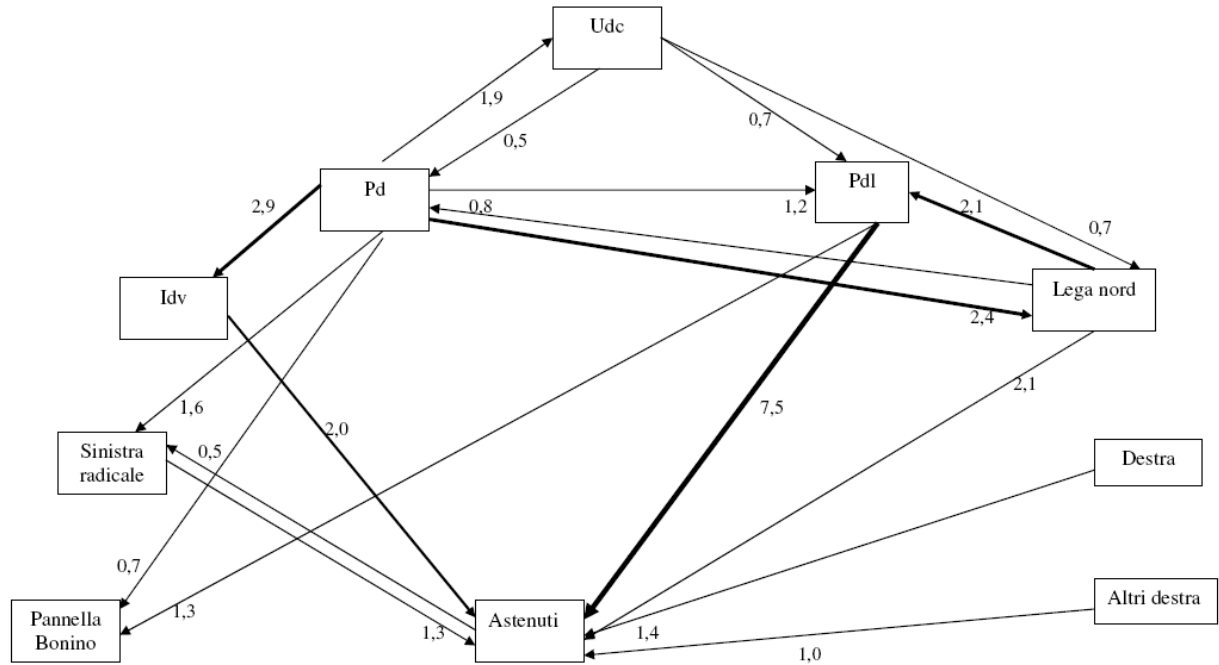 Udc
1,9
0,5
0,7
Pd
Pdl
2,9
0,8
1,2
2,1
0,7
Idv
Lega nord
2,4
2,1
1,6
7,5
2,0
0,5
Sinistra
radicale
Destra
0,7
1,3
Pannella
Bonino
1,3
Astenuti
1,4
1,0
Altri destra